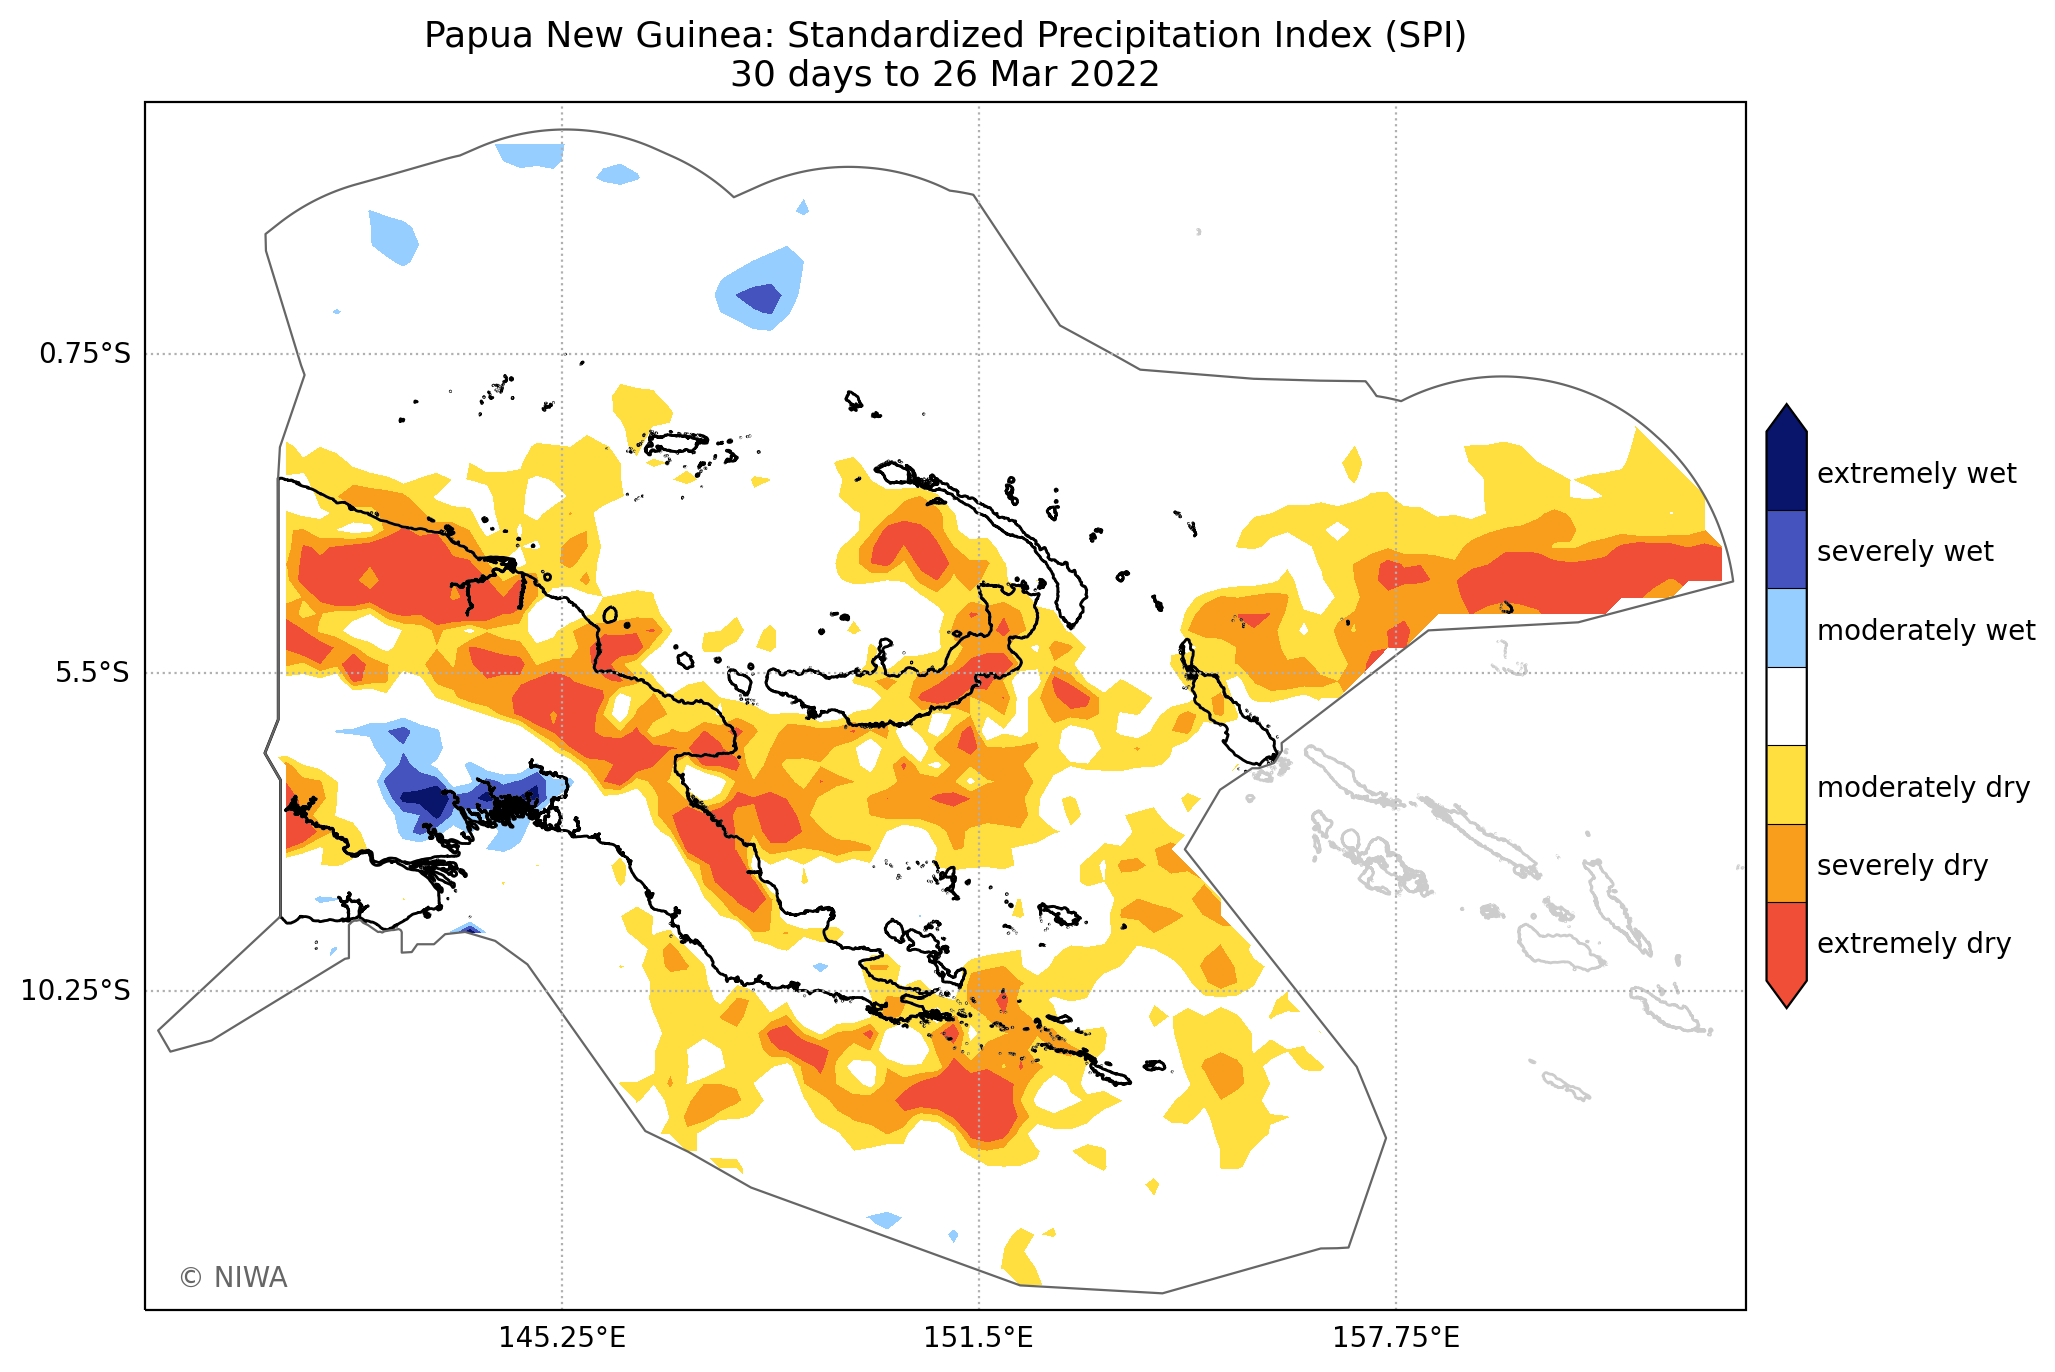 Papua New Guinea: Standardized Precipitation Index (SPI)
30 days to 26 Mar 2022
0.75°S
5.5°S
10.25°S
145.25°E
151.5°E
157.75°E
extremely wet
severely wet
moderately wet
moderately dry
severely dry
extremely dry
© NIWA